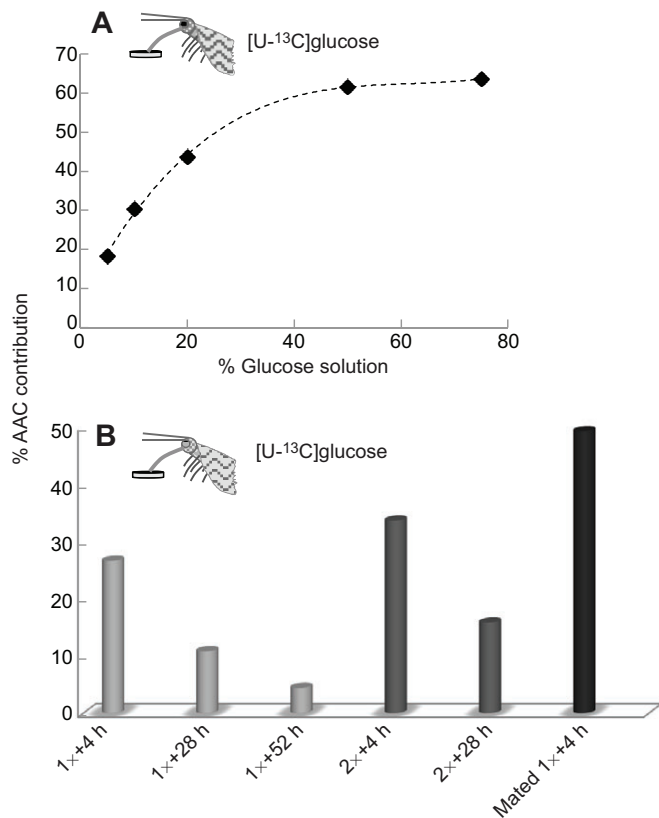 A
[U-13C]glucose
70
60
50
40
30
20
10
0
0
20
40
60
80
% Glucose solution
% AAC contribution
B
[U-13C]glucose
50
40
30
20
10
0
1×+4 h
1×+28 h
1×+52 h
2×+4 h
2×+28 h
Mated 1×+4 h